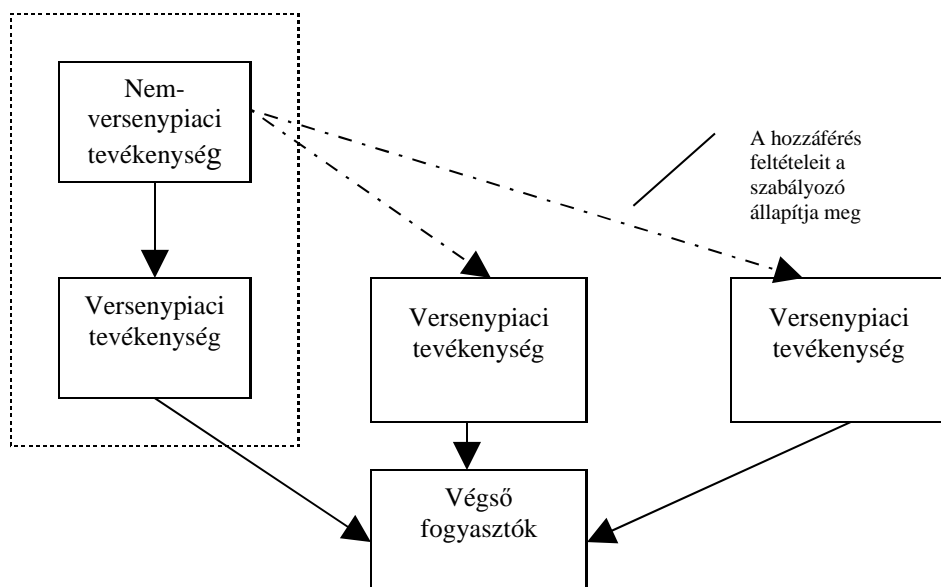 Nem-
versenypiaci
tevékenység
A hozzáférés
feltételeit a
szabályozó
állapítja meg
Versenypiaci
tevékenység
Versenypiaci
tevékenység
Versenypiaci
tevékenység
Végső
fogyasztók